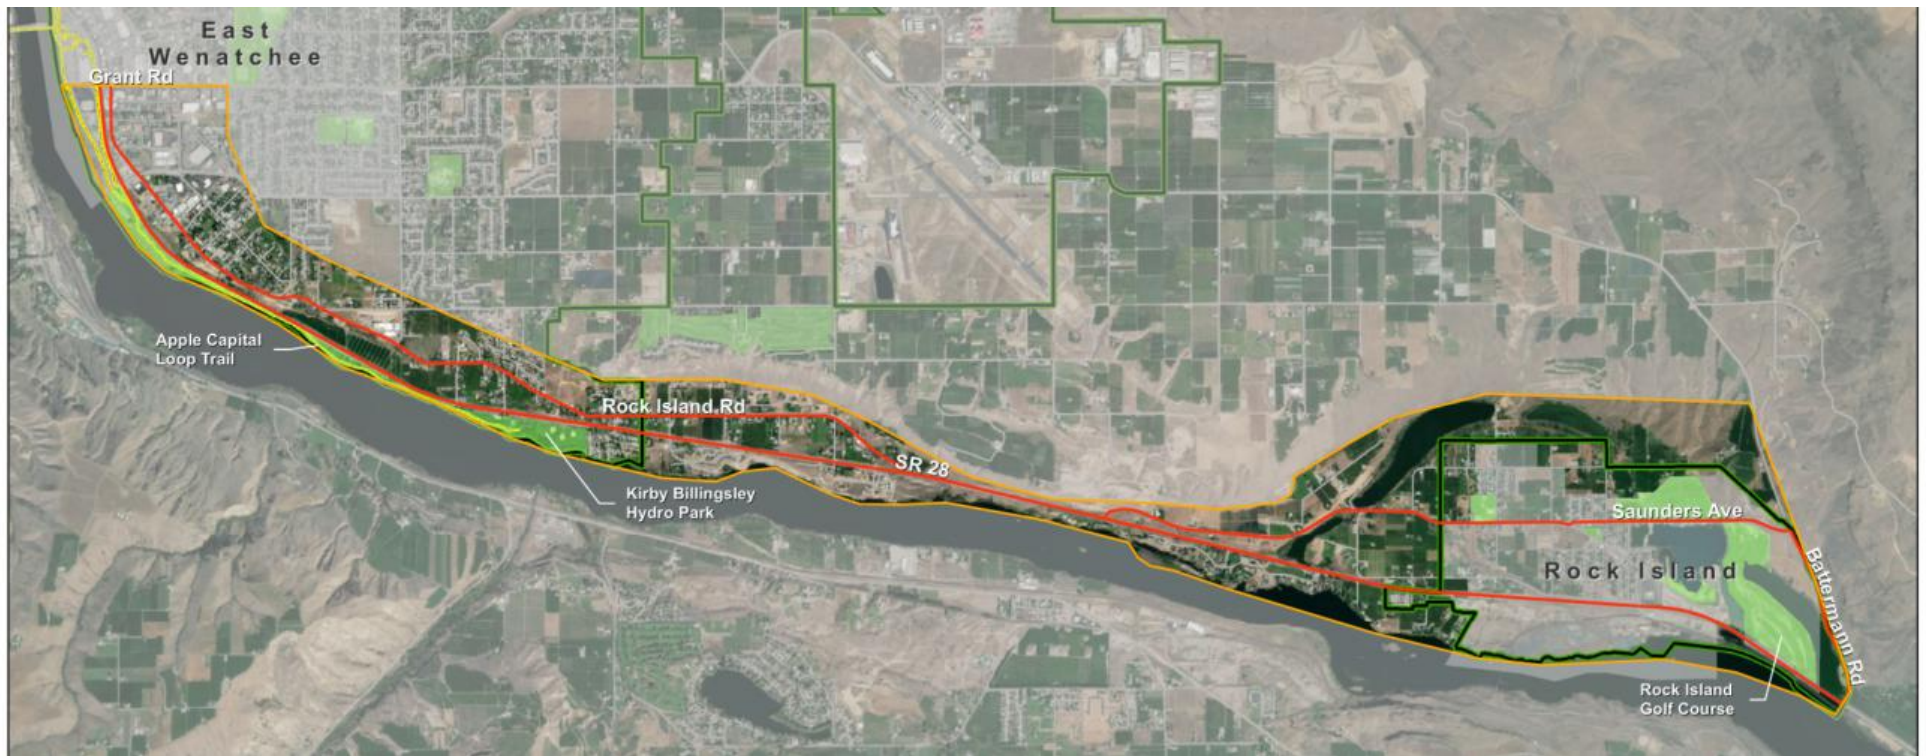 East
Wenatchee
Grant Rd
Apple Capital
Loop Trail
Rock Island Rd
SR 28
Kirby Billingsley
Hydro Park
Saunders Ave
Rock Island
Battermann Rd
Rock Island
Golf Course